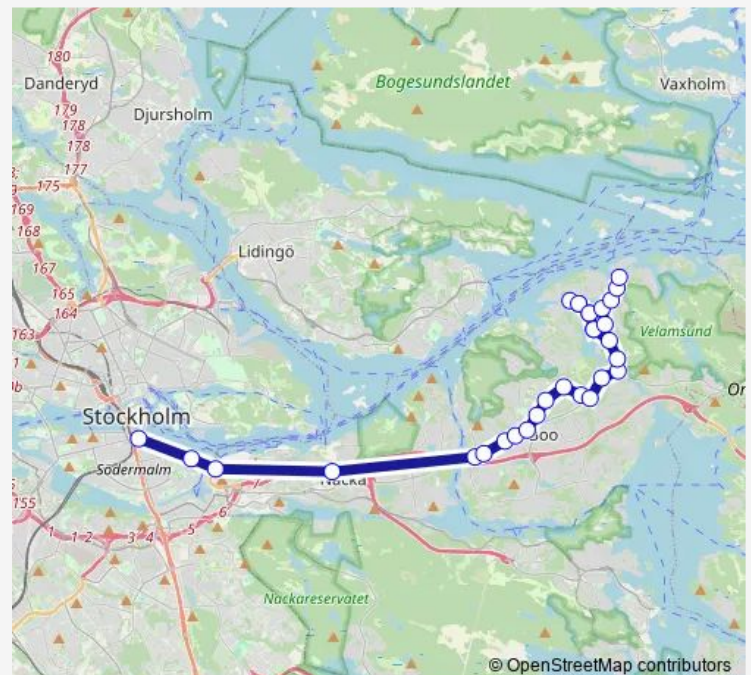 180
Danderyd
Bogesundslandet
Vaxholm
179
Djursholm
178
178
177
175
169
168
Lidingö
167
165
164
163
Velamsund
Stockholm
Boo
Södermalm
Nacka
7
6
155
5
1 1-2 3 4
Nackareservatet
© OpenStreetMap contributors